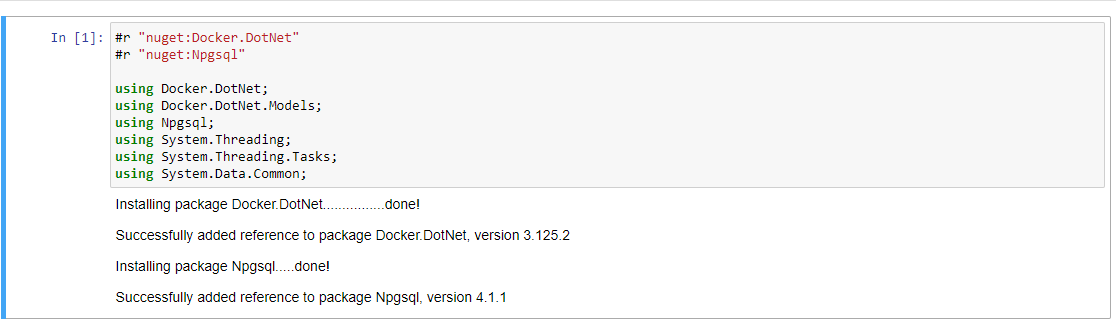 In [1]: #r "nuget:Docker.DotNet"
#r "nuget:Npgsql"
using Docker.DotNet;
using Docker.DotNet.Models;
using Npgsql;
using System.Threading;
using System.Threading.Tasks;
using System.Data.Common;
Installing package Docker.DotNet................done!
Successfully added reference to package Docker.DotNet, version 3.125.2
Installing package Npgsql.....done!
Successfully added reference to package Npgsql, version 4.1.1